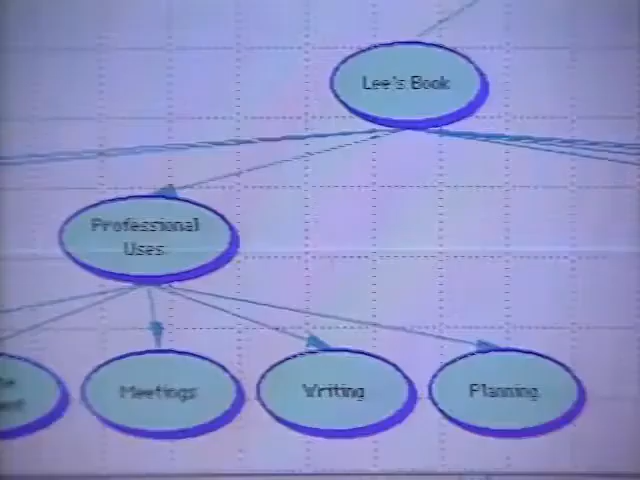 Lee's Book
Professional
Uses
Meetings
Writing
Planning